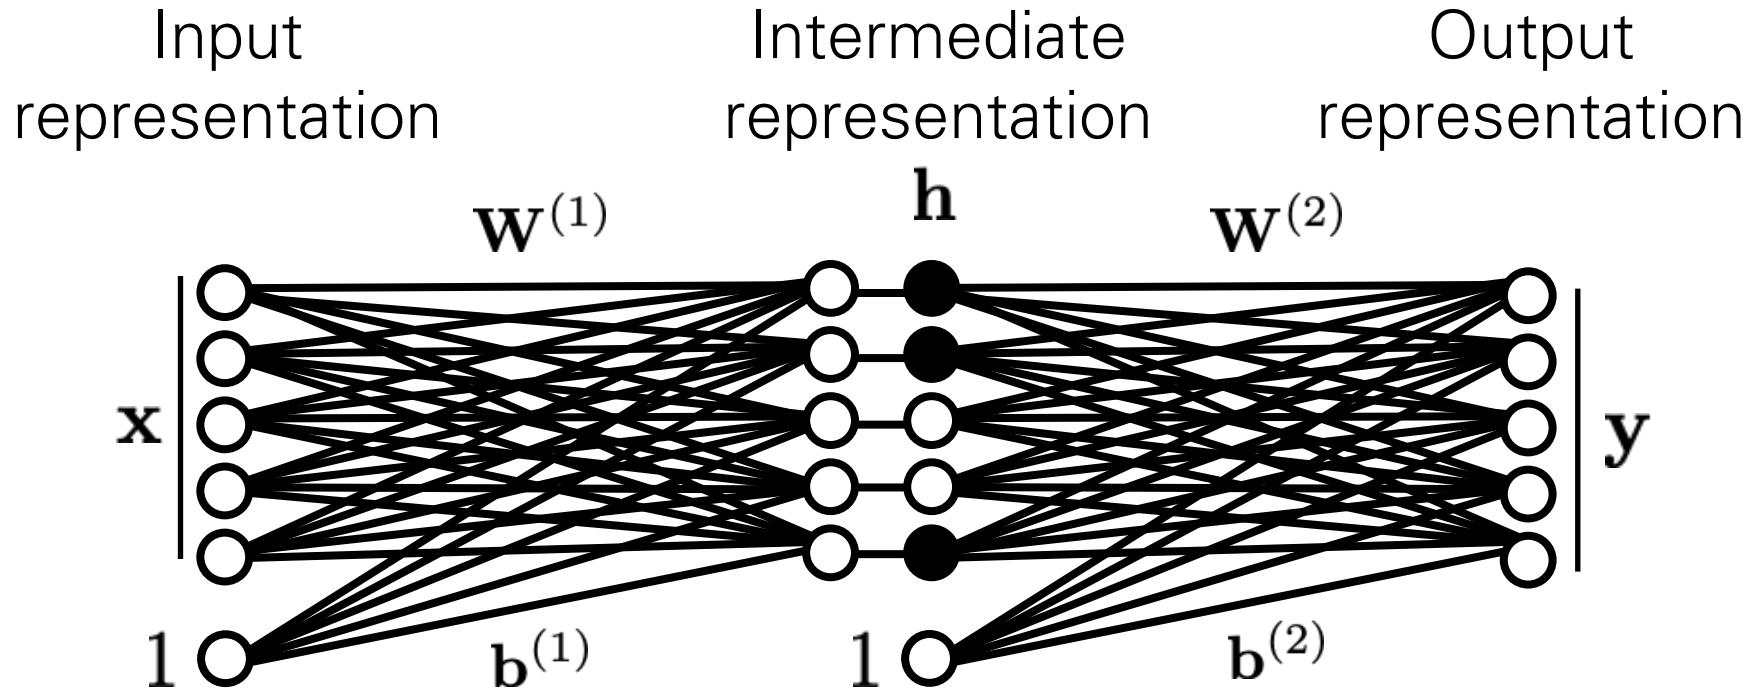 Input
representation
Intermediate
representation
Output
representation
h
W^(1)
W^(2)
x
y
1
b^(1)
1
b^(2)